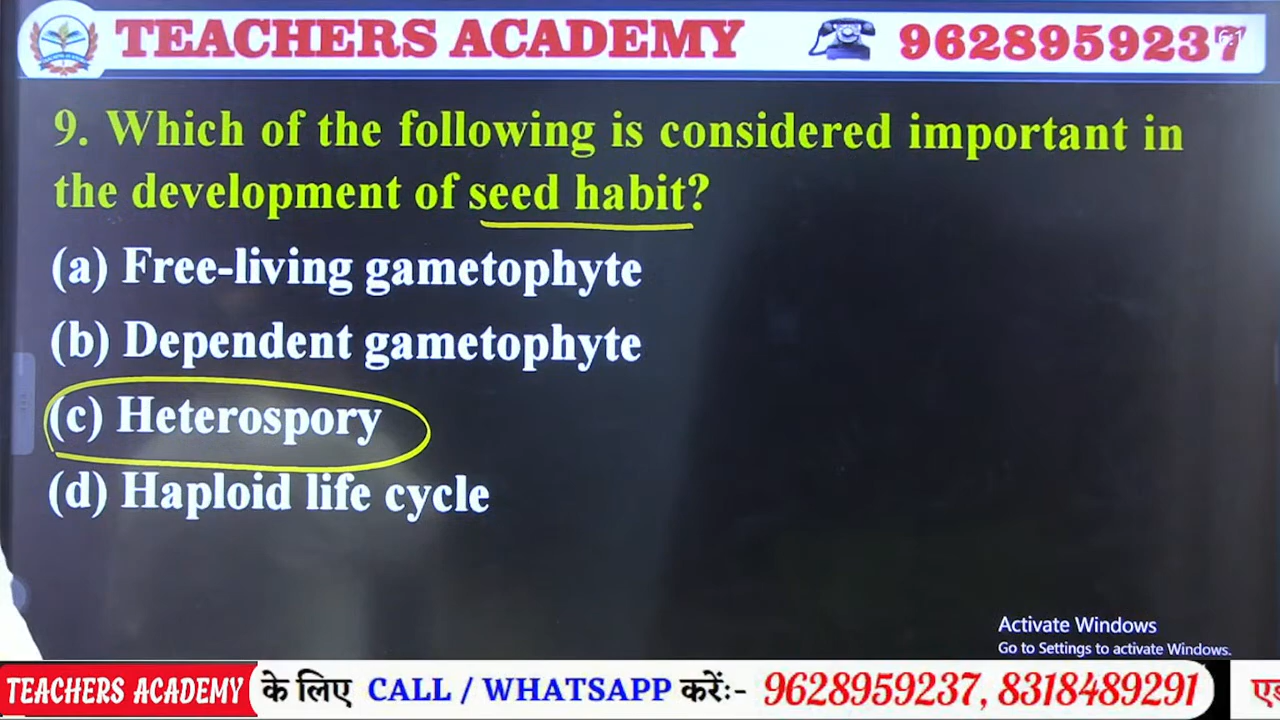 TEACHERS ACADEMY
9628959237
9. Which of the following is considered important in
the development of seed habit?
(a) Free-living gametophyte
(b) Dependent gametophyte
(c) Heterospory
(d) Haploid life cycle
Activate Windows
Go to Settings to activate Windows.
TEACHERS ACADEMY के लिए CALL / WHATSAPP करेंः- 9628959237, 8318489291